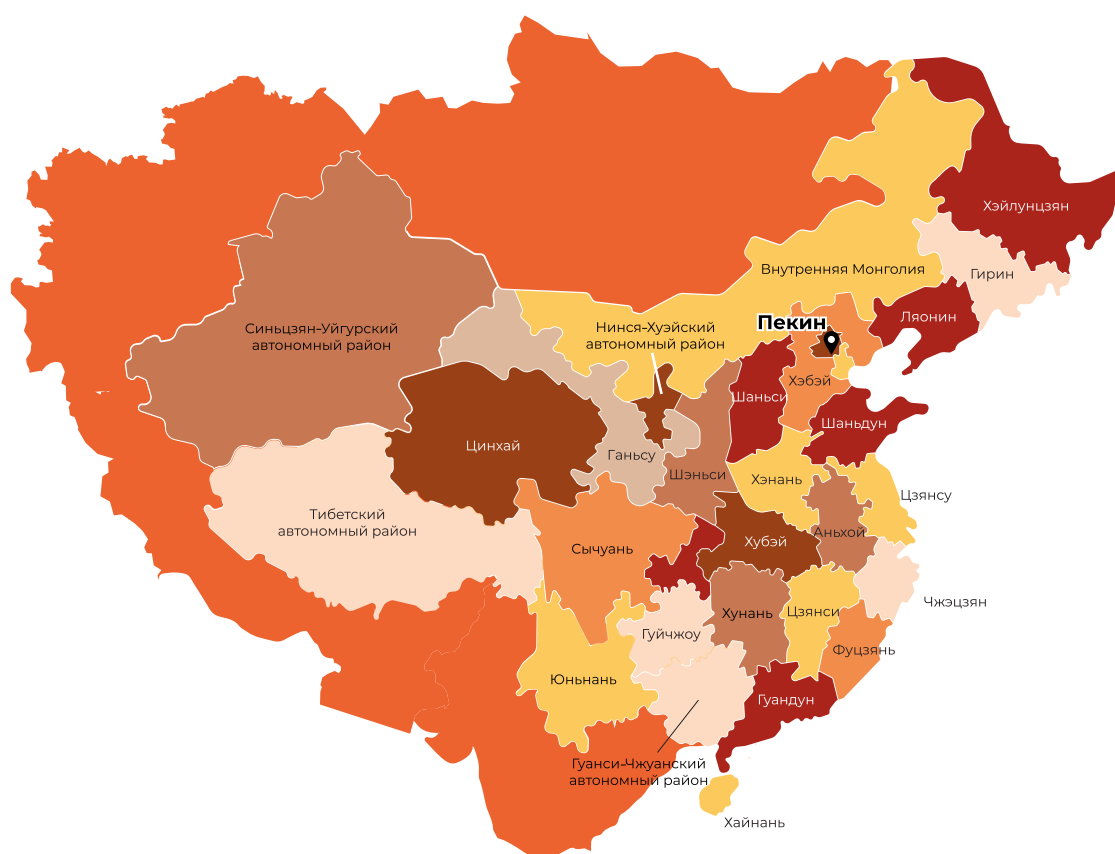 Хэйлунцзян
Внутренняя Монголия
Гирин
Ляонин
Пекин
Нинся-Хуэйский
автономный район
Синьцзян-Уйгурский
автономный район
Хэбэй
Шаньси
Шаньдун
Цинхай
Ганьсу
Шэньси
Хэнань
Цзянсу
Тибетский
автономный район
Сычуань
Хубэй
Аньхой
Чжэцзян
Хунань
Цзянси
Гуйчжоу
Фуцзянь
Юньнань
Гуандун
Гуанси-Чжуанский
автономный район
Хайнань